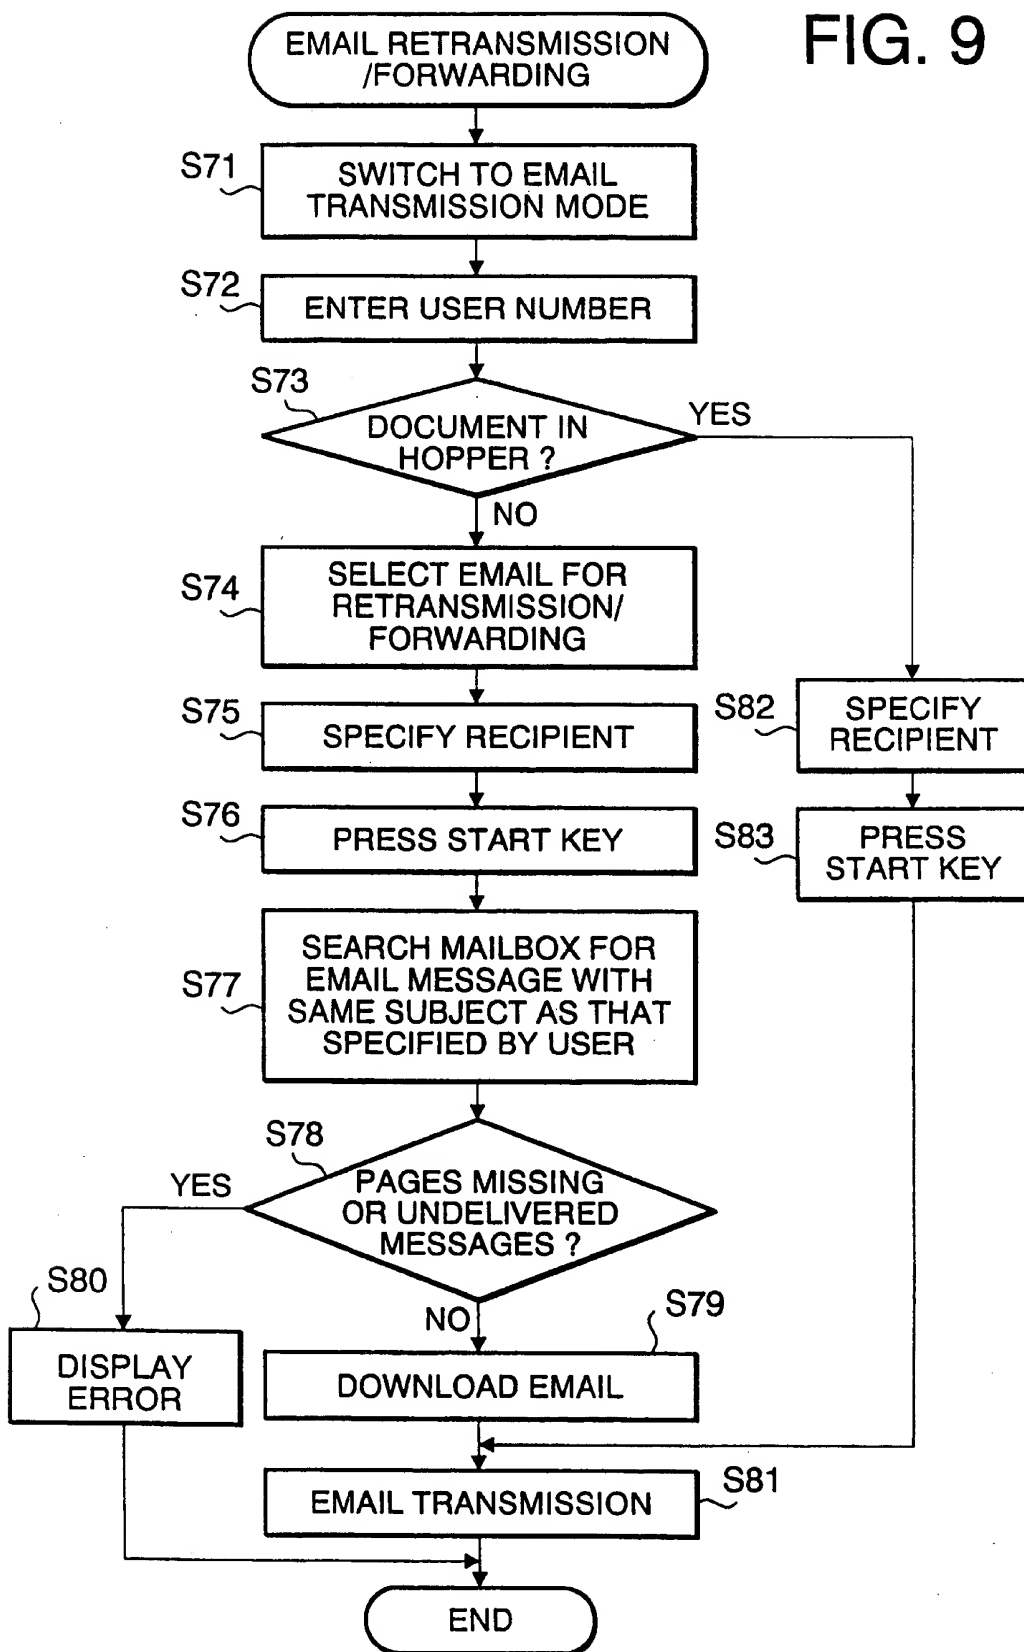 FIG. 9
EMAIL RETRANSMISSION
/FORWARDING
S71
SWITCH TO EMAIL
TRANSMISSION MODE
S72
ENTER USER NUMBER
S73
DOCUMENT IN
HOPPER ?
YES
NO
S74
SELECT EMAIL FOR
RETRANSMISSION/
FORWARDING
S75
SPECIFY RECIPIENT
S82
SPECIFY
RECIPIENT
S76
PRESS START KEY
S83
PRESS
START KEY
S77
SEARCH MAILBOX FOR
EMAIL MESSAGE WITH
SAME SUBJECT AS THAT
SPECIFIED BY USER
S78
PAGES MISSING
OR UNDELIVERED
MESSAGES ?
YES
NO
S80
DISPLAY
ERROR
S79
DOWNLOAD EMAIL
S81
EMAIL TRANSMISSION
END